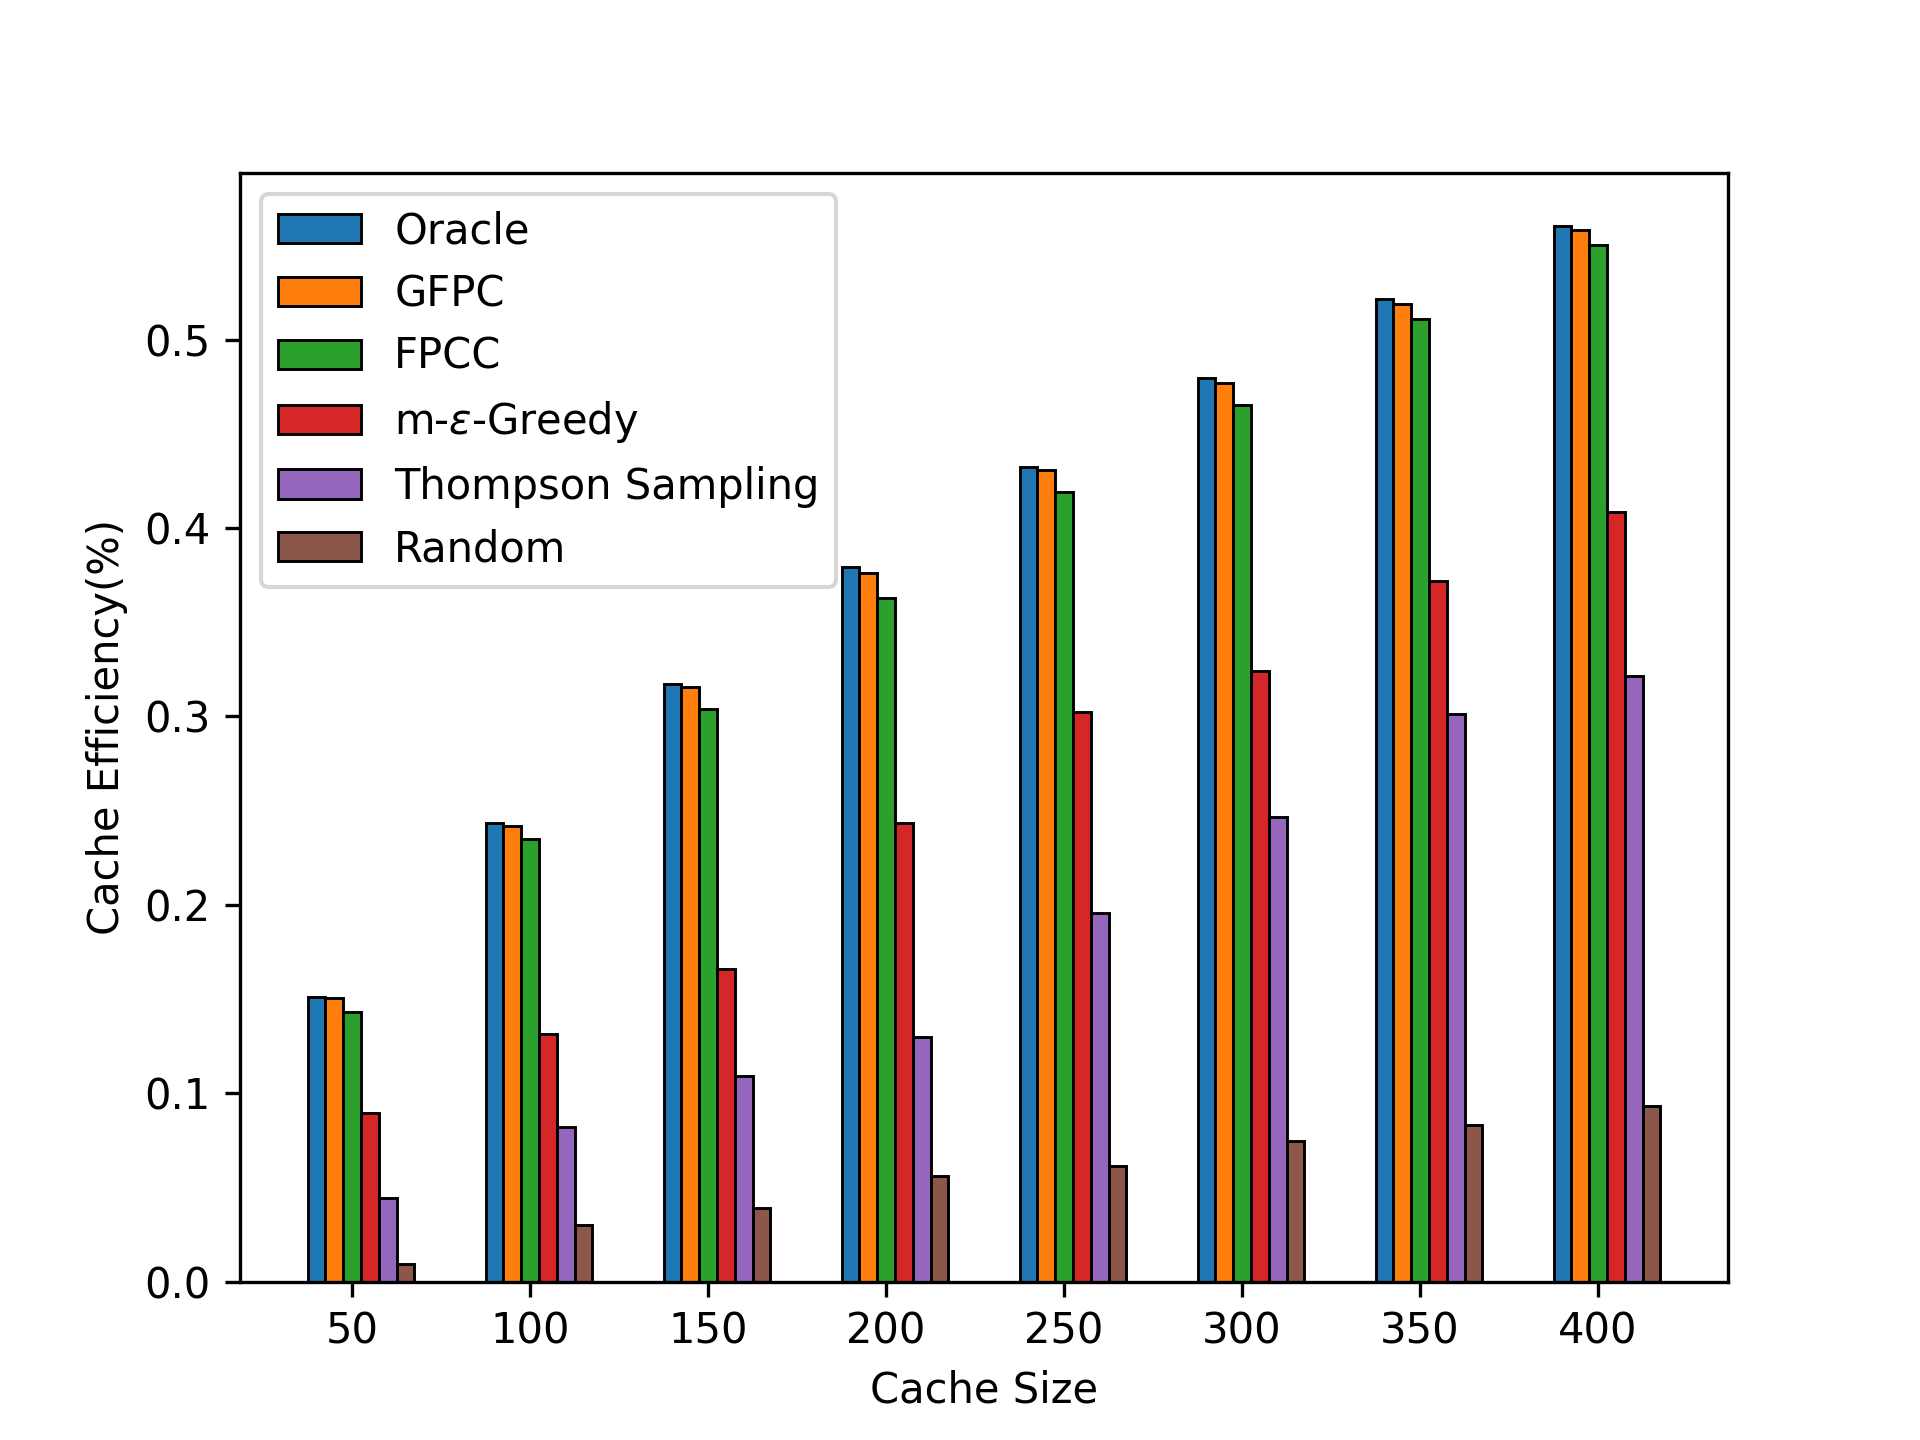 Oracle
GFPC
FPCC
m-ε-Greedy
Thompson Sampling
Random
Cache Efficiency(%)
0.5
0.4
0.3
0.2
0.1
0.0
50 100 150 200 250 300 350 400
Cache Size